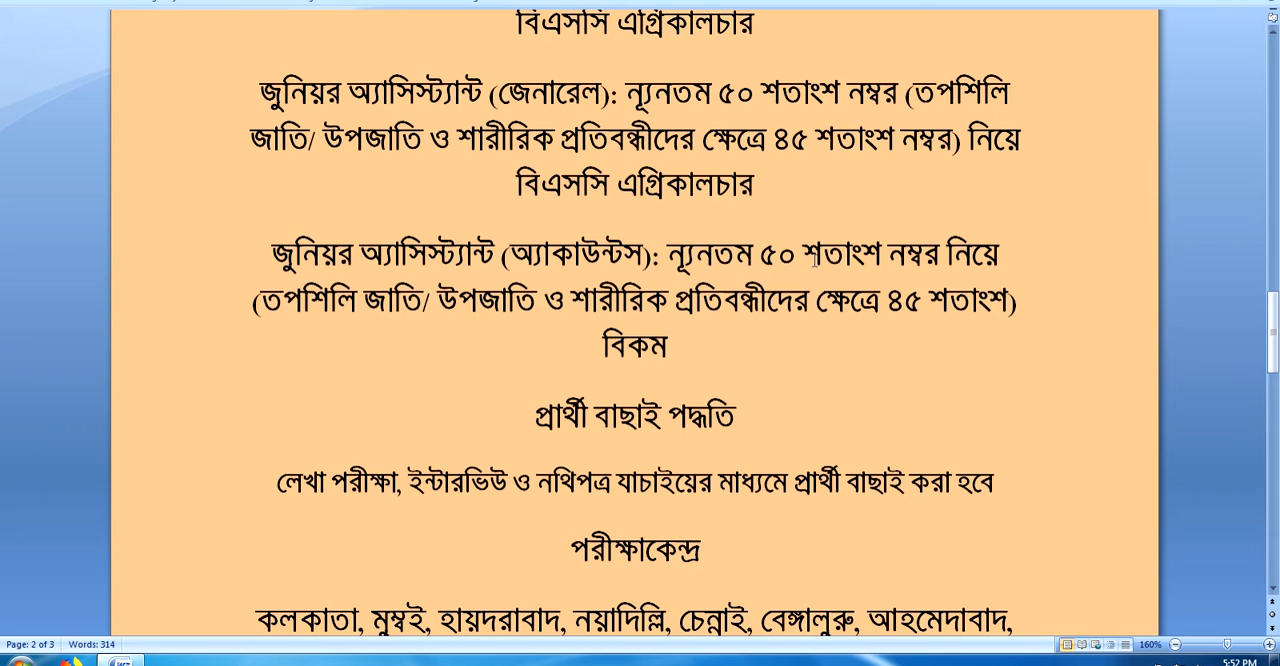 বিএসসি এগ্রিকালচার
জুনিয়র অ্যাসিস্ট্যান্ট (জেনারেল): ন্যূনতম ৫০ শতাংশ নম্বর (তপশিলি
জাতি/ উপজাতি ও শারীরিক প্রতিবন্ধীদের ক্ষেত্রে ৪৫ শতাংশ নম্বর) নিয়ে
বিএসসি এগ্রিকালচার
জুনিয়র অ্যাসিস্ট্যান্ট (অ্যাকাউন্টস): ন্যূনতম ৫০ শতাংশ নম্বর নিয়ে
(তপশিলি জাতি/ উপজাতি ও শারীরিক প্রতিবন্ধীদের ক্ষেত্রে ৪৫ শতাংশ)
বিকম
প্রার্থী বাছাই পদ্ধতি
লেখা পরীক্ষা, ইন্টারভিউ ও নথিপত্র যাচাইয়ের মাধ্যমে প্রার্থী বাছাই করা হবে
পরীক্ষাকেন্দ্র
কলকাতা, মুম্বই, হায়দরাবাদ, নয়াদিল্লি, চেন্নাই, বেঙ্গালুরু, আহমেদাবাদ,
Page: 2 of 3 Words: 314 160%
5:52 PM